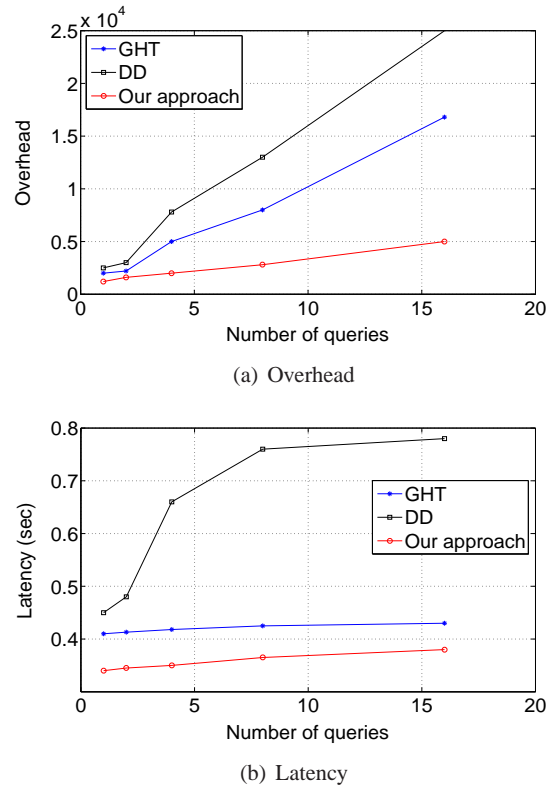 x 10^4
2.5
2
1.5
1
0.5
0
GHT
DD
Our approach
Overhead
0 5 10 15 20
Number of queries
(a) Overhead
0.8
0.7
0.6
0.5
0.4
GHT
DD
Our approach
Latency (sec)
0 5 10 15 20
Number of queries
(b) Latency